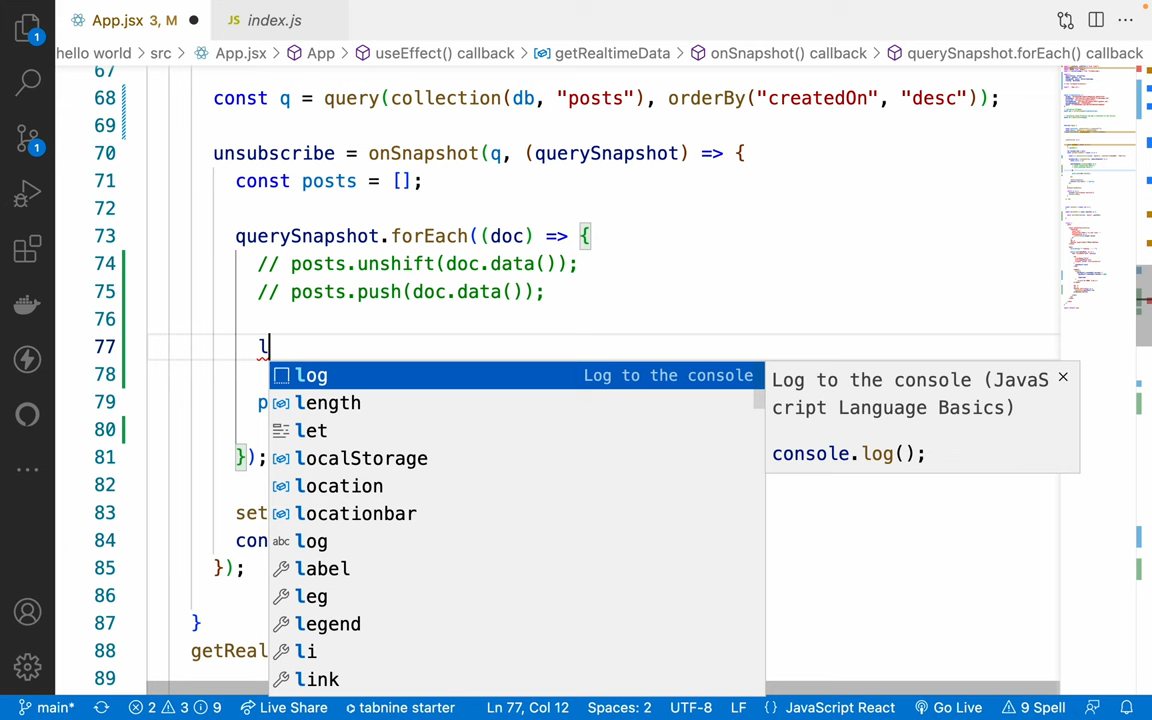 App.jsx 3, M ●
JS index.js
hello world > src > App.jsx > App > useEffect() callback > getRealtimeData > onSnapshot() callback > querySnapshot.forEach() callback
67
68 const q = query(collection(db, "posts"), orderBy("createdOn", "desc"));
69
70 unsubscribe = onSnapshot(q, (querySnapshot) => {
71 const posts = [];
72
73 querySnapshot.forEach((doc) => {
74 // posts.unshift(doc.data());
75 // posts.push(doc.data());
76
77 l
78
79 p
80
81 });
82
83 set
84 con
85 });
86
87 }
88 getReal
89
log Log to the console
length
let
localStorage
location
locationbar
abc log
label
leg
legend
li
link
Log to the console (JavaS
cript Language Basics)
console.log();
1
1
main* 2 3 9 Live Share tabnine starter Ln 77, Col 12 Spaces: 2 UTF-8 LF {} JavaScript React Go Live 9 Spell